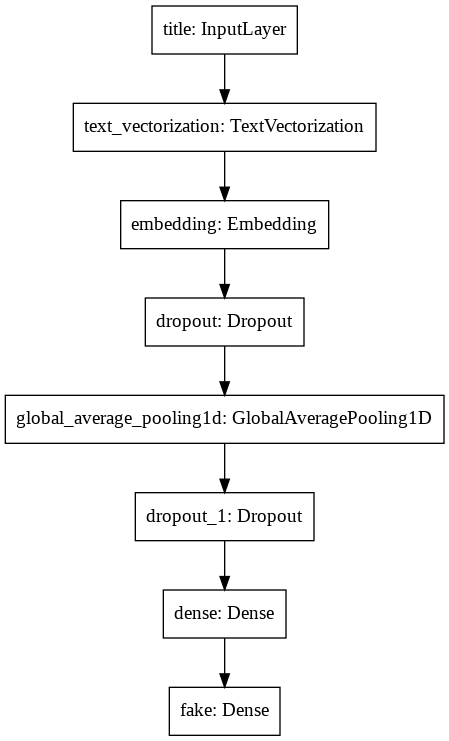 title: InputLayer
text_vectorization: TextVectorization
embedding: Embedding
dropout: Dropout
global_average_pooling1d: GlobalAveragePooling1D
dropout_1: Dropout
dense: Dense
fake: Dense